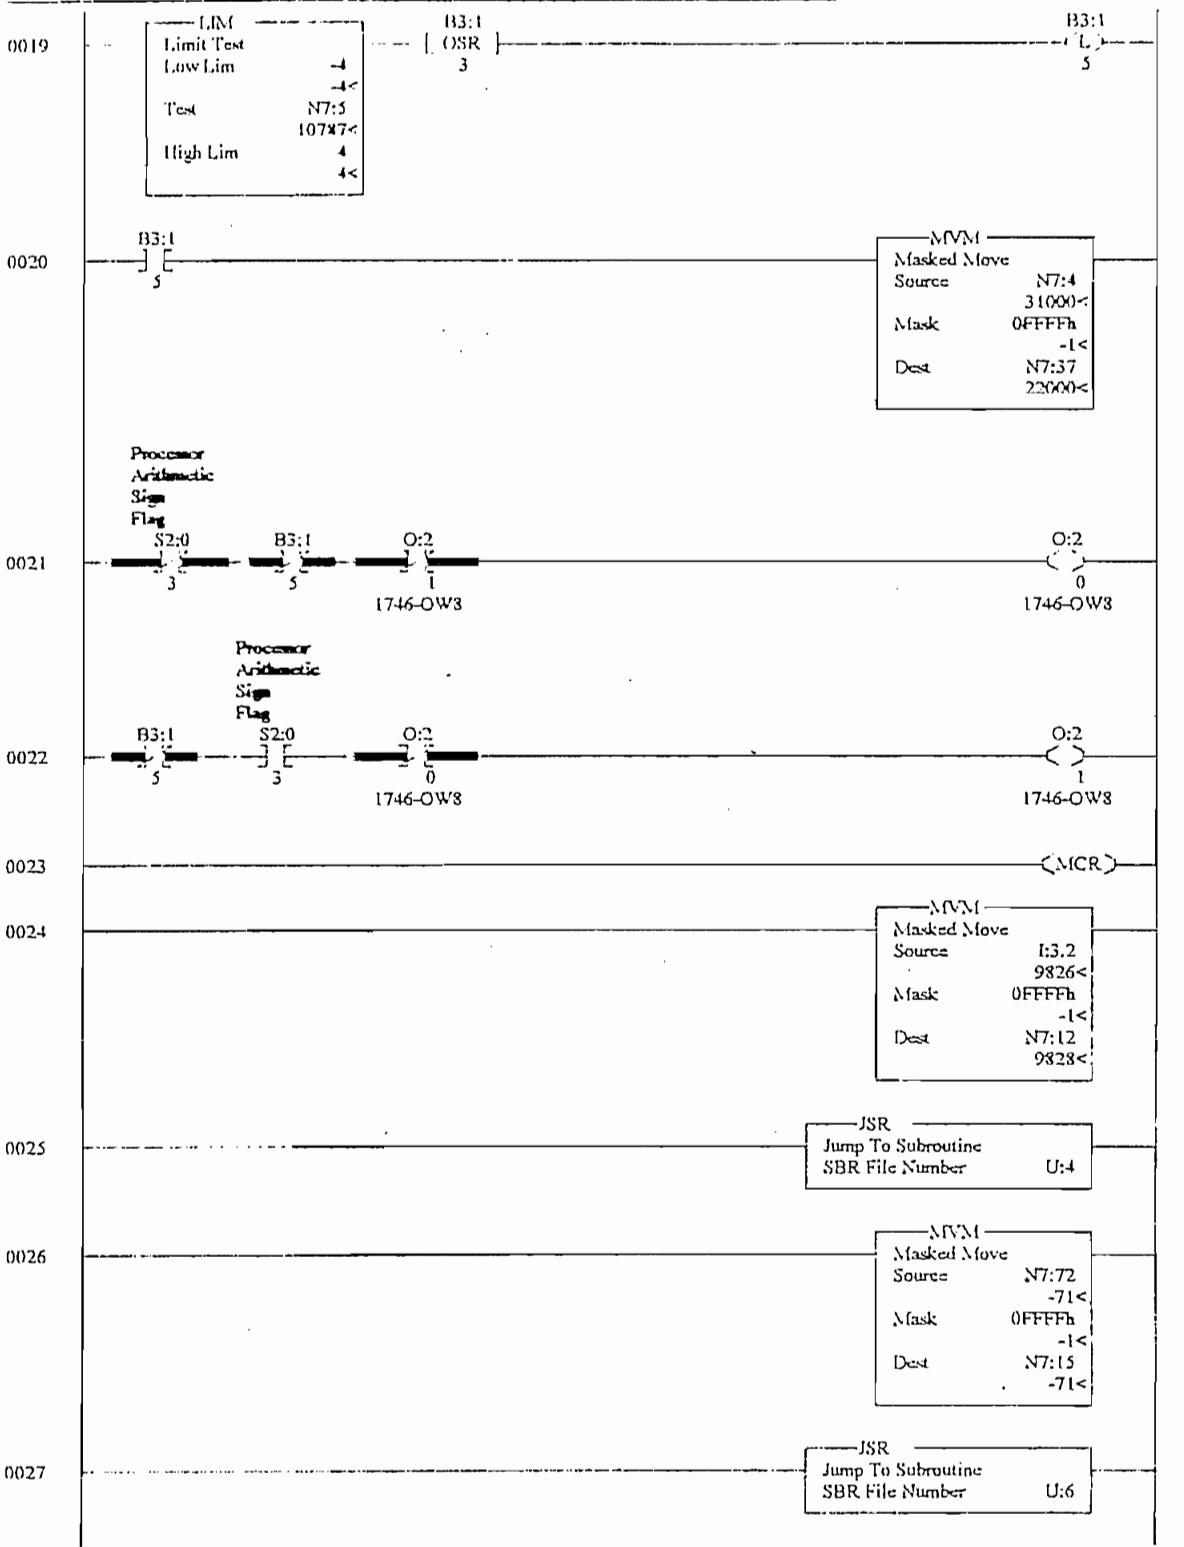 0019
LIM
Limit Test
Low Lim -4
-4<
Test N7:5
10787<
High Lim 4
4<
B3:1
OSR
3
B3:1
L
5
0020
B3:1
5
MVM
Masked Move
Source N7:4
31000<
Mask 0FFFFh
-1<
Dest N7:37
22000<
Processor
Arithmetic
Sign
Flag
0021
S2:0
3
B3:1
5
O:2
1
1746-OW8
O:2
0
1746-OW8
Processor
Arithmetic
Sign
Flag
0022
B3:1
5
S2:0
3
O:2
0
1746-OW8
O:2
1
1746-OW8
0023
MCR
0024
MVM
Masked Move
Source I:3.2
9826<
Mask 0FFFFh
-1<
Dest N7:12
9828<
0025
JSR
Jump To Subroutine
SBR File Number U:4
0026
MVM
Masked Move
Source N7:72
-71<
Mask 0FFFFh
-1<
Dest N7:15
-71<
0027
JSR
Jump To Subroutine
SBR File Number U:6